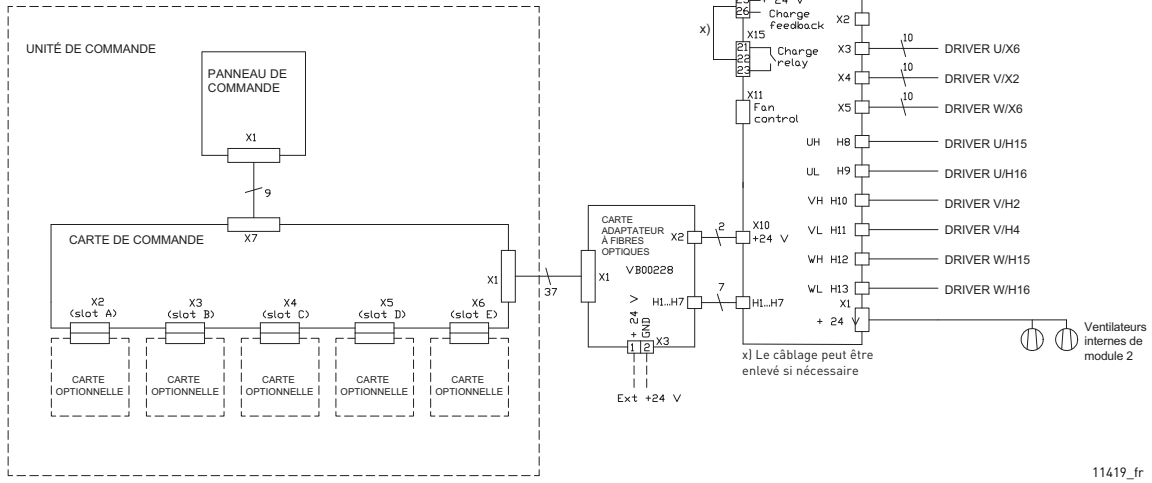 UNITÉ DE COMMANDE
PANNEAU DE
COMMANDE
X1
9
X7
CARTE DE COMMANDE
X1
37
X2
(slot A)
X3
(slot B)
X4
(slot C)
X5
(slot D)
X6
(slot E)
CARTE
OPTIONNELLE
CARTE
OPTIONNELLE
CARTE
OPTIONNELLE
CARTE
OPTIONNELLE
CARTE
OPTIONNELLE
CARTE
ADAPTATEUR
À FIBRES
OPTIQUES
VB00228
X1
X2
2
H1...H7
7
+ 24 V
GND
1 2 X3
Ext +24 V
26
Charge
feedback
x)
X15
21
22
23
Charge
relay
X11
Fan
control
X10
+24 V
H1...H7
X2
X3 10 DRIVER U/X6
X4 10 DRIVER V/X2
X5 10 DRIVER W/X6
UH H8 DRIVER U/H15
UL H9 DRIVER U/H16
VH H10 DRIVER V/H2
VL H11 DRIVER V/H4
WH H12 DRIVER W/H15
WL H13 DRIVER W/H16
X1
+ 24 V
Ventilateurs
internes de
module 2
x) Le câblage peut être
enlevé si nécessaire
11419_fr